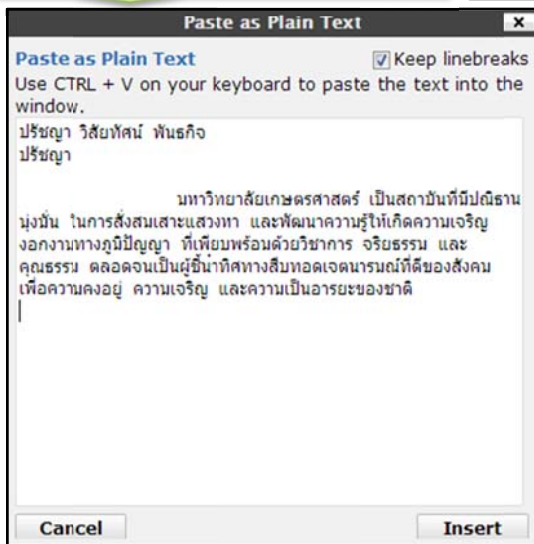 Paste as Plain Text x
Paste as Plain Text Keep linebreaks
Use CTRL + V on your keyboard to paste the text into the
window.
ปรัชญา วิสัยทัศน์ พันธกิจ
ปรัชญา
มหาวิทยาลัยเกษตรศาสตร์ เป็นสถาบันที่มีปณิธาน
มุ่งมั่น ในการสั่งสมเสาะแสวงหา และพัฒนาความรู้ให้เกิดความเจริญ
งอกงามทางภูมิปัญญา ที่เพียบพร้อมด้วยวิชาการ จริยธรรม และ
คุณธรรม ตลอดจนเป็นผู้ชี้นำทิศทางสืบทอดเจตนารมณ์ที่ดีของสังคม
เพื่อความคงอยู่ ความเจริญ และความเป็นอารยะของชาติ
Cancel Insert